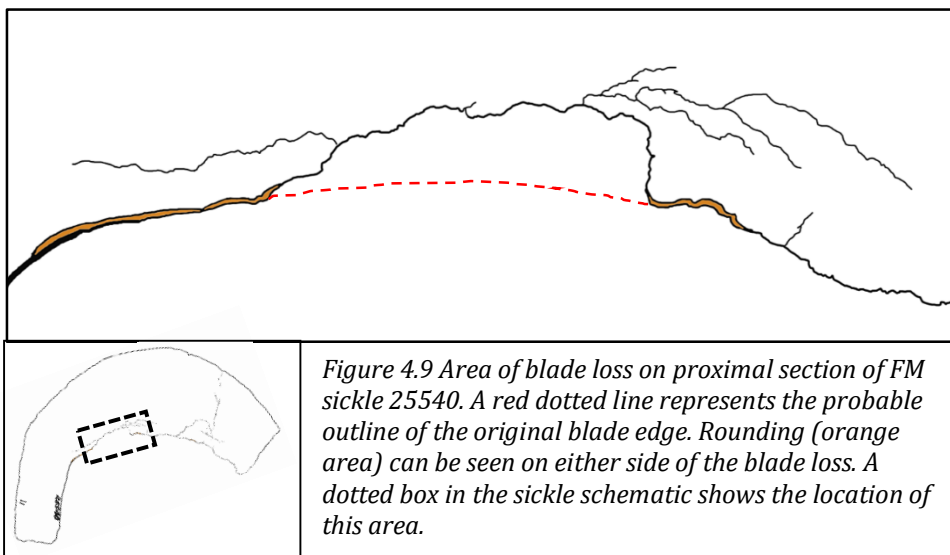 Figure 4.9 Area of blade loss on proximal section of FM
sickle 25540. A red dotted line represents the probable
outline of the original blade edge. Rounding (orange
area) can be seen on either side of the blade loss. A
dotted box in the sickle schematic shows the location of
this area.